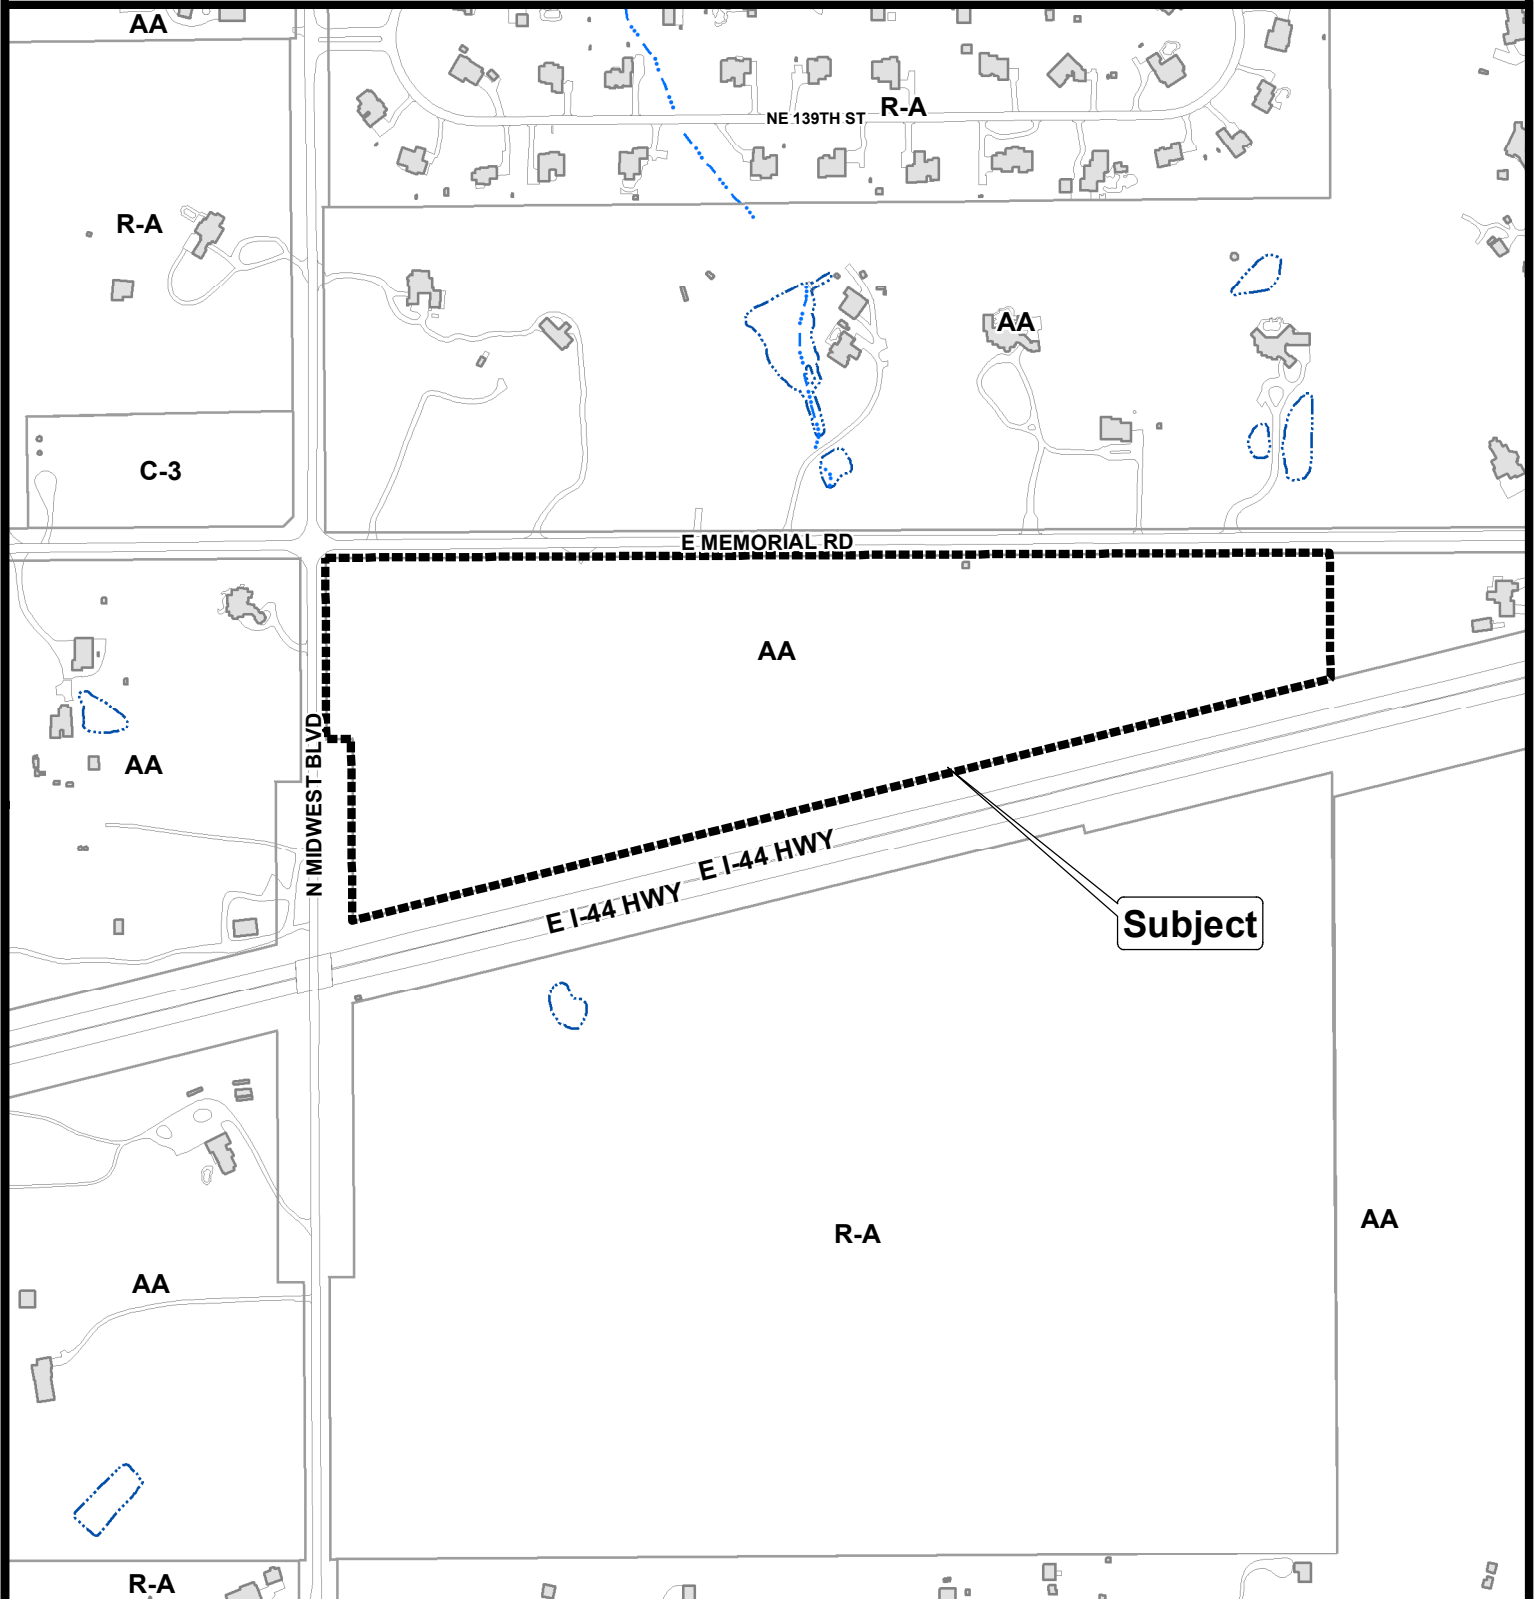 AA
R-A
NE 139TH ST
R-A
AA
C-3
E MEMORIAL RD
AA
N MIDWEST BLVD
AA
E I-44 HWY
E I-44 HWY
Subject
R-A
AA
AA
R-A